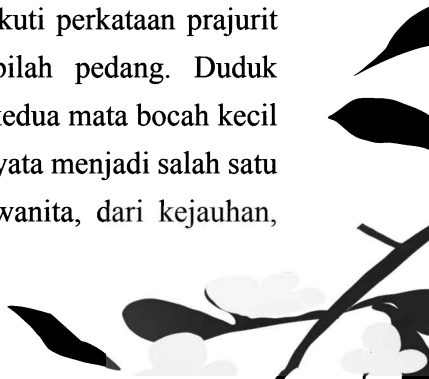 kuti perkataan prajurit
bilah pedang. Duduk
kedua mata bocah kecil
yata menjadi salah satu
wanita, dari kejauhan,